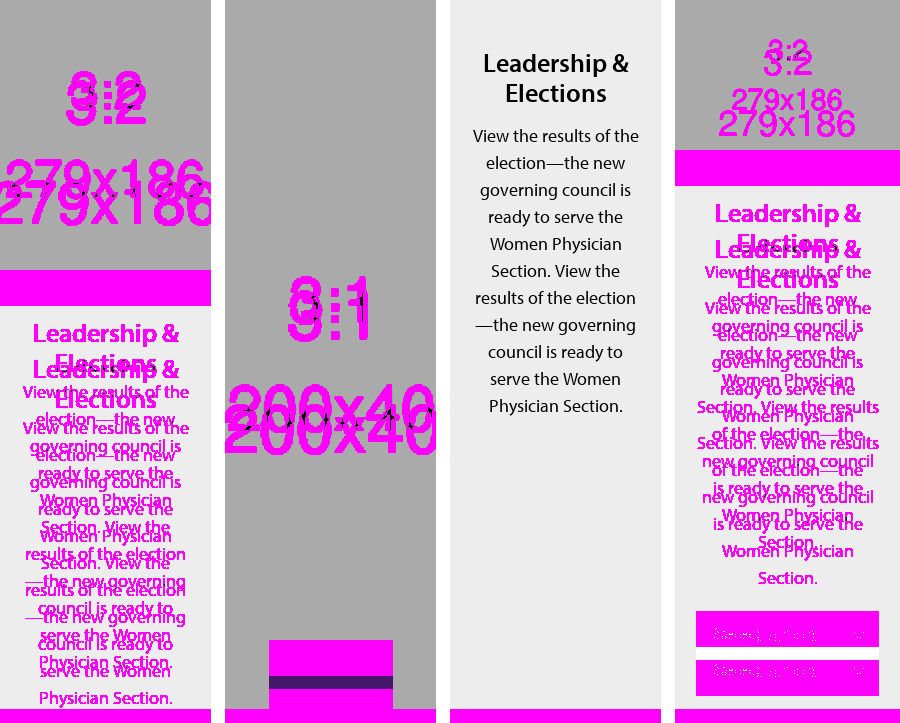 3:2
3:2
279x186
279x186
Leadership &
Elections
Leadership &
Elections
View the results of the
election—the new
View the results of the
governing council is
election—the new
ready to serve the
governing council is
Women Physician
ready to serve the
Section. View the
Women Physician
results of the election
Section. View the
—the new governing
results of the election
council is ready to
—the new governing
serve the Women
council is ready to
Physician Section.
serve the Women
Physician Section.
3:1
3:1
200x40
200x40
Leadership &
Elections
View the results of the
election—the new
governing council is
ready to serve the
Women Physician
Section. View the
results of the election
—the new governing
council is ready to
serve the Women
Physician Section.
3:2
3:2
279x186
279x186
Leadership &
Elections
Leadership &
Elections
View the results of the
election—the new
View the results of the
governing council is
election—the new
ready to serve the
governing council is
Women Physician
ready to serve the
Section. View the results
Women Physician
of the election—the
Section. View the results
new governing council
of the election—the
is ready to serve the
new governing council
Women Physician
is ready to serve the
Section.
Women Physician
Section.